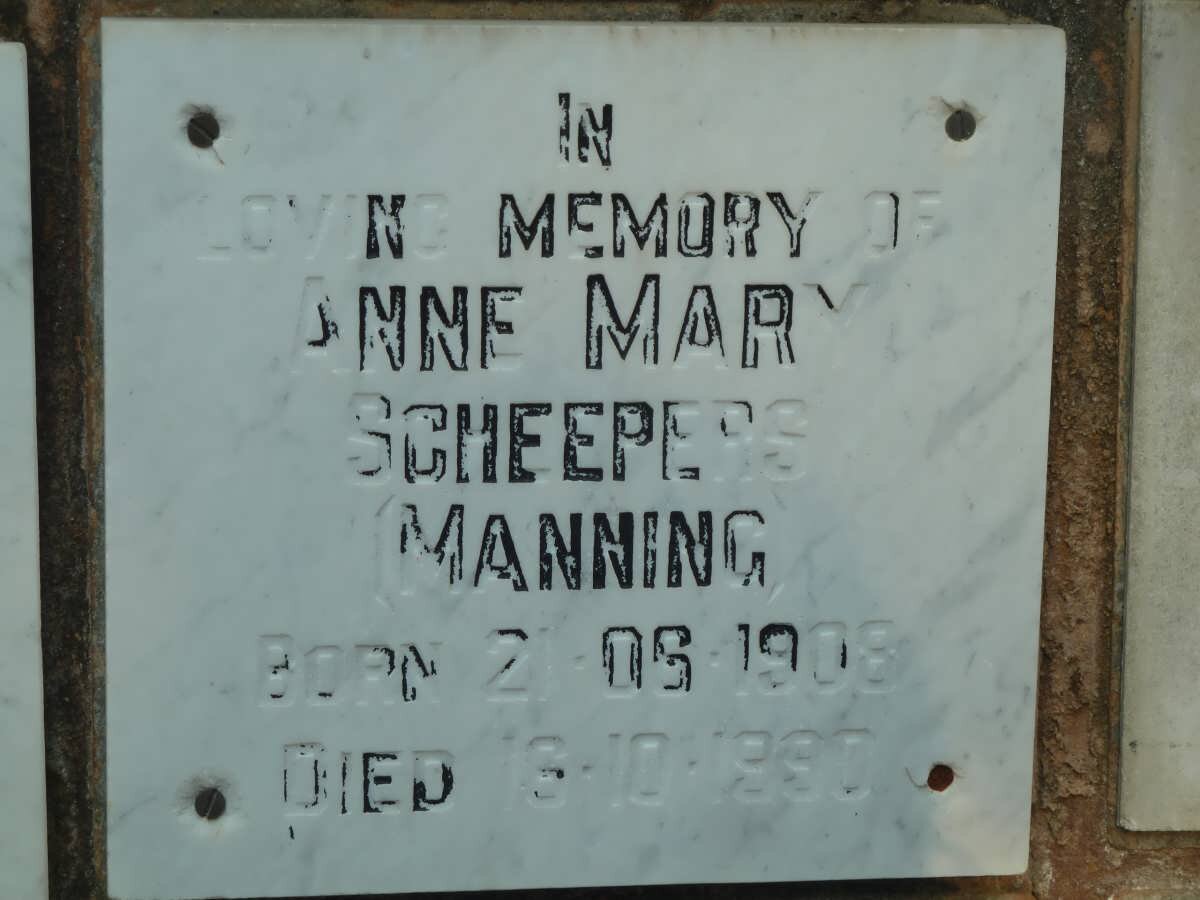 IN
LOVING MEMORY OF
ANNE MARY
SCHEEPERS
(MANNING)
BORN 21·05·1908
DIED 18·10·1990